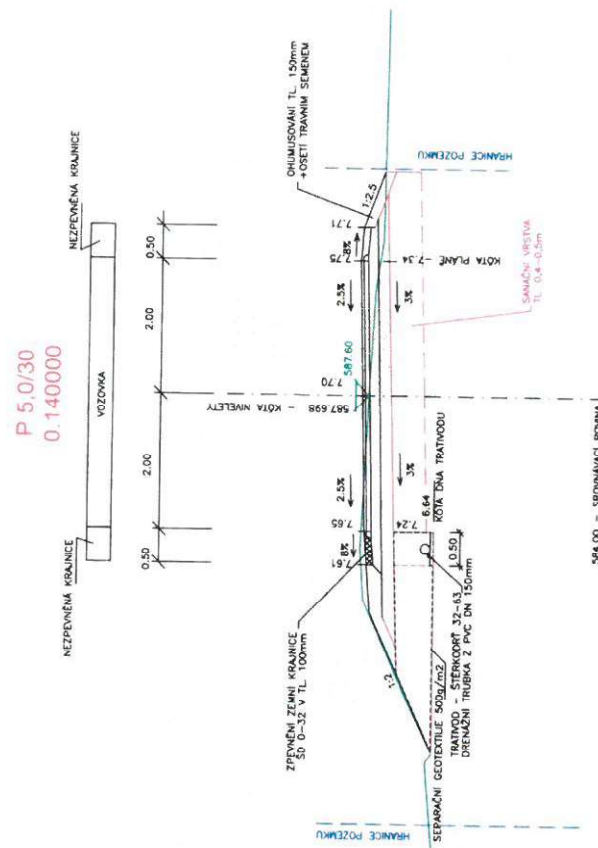 P 5,0/30
0.140000
NEZPEVNĚNÁ KRAJNICE
VOZOVKA
NEZPEVNĚNÁ KRAJNICE
0.50
2.00
2.00
0.50
OHUMUSOVÁNÍ TL. 150mm
+OSETÍ TRAVNÍM SEMENEM
ZPEVNĚNÍ ZEMNÍ KRAJNICE
ŠD 0-32 V TL. 100mm
7.61
8%
7.65
2.5%
587.698 - KÓTA NIVELETY
7.70
587.60
2.5%
7.75
8%
7.71
1:2.5
1:2
7.24
3%
3%
KÓTA PLÁNĚ -7.34
HRANICE POZEMKU
HRANICE POZEMKU
SANAČNÍ VRSTVA
TL 0,4-0,5m
0.50
6.64
KÓTA DNA TRATIVODU
SEPARAČNÍ GEOTEXTILIE 500g/m2
TRATIVOD - ŠTĚRKODRŤ 32-63
DRENÁŽNÍ TRUBKA Z PVC DN 150mm
584.00 - SROVNÁVACÍ ROVINA